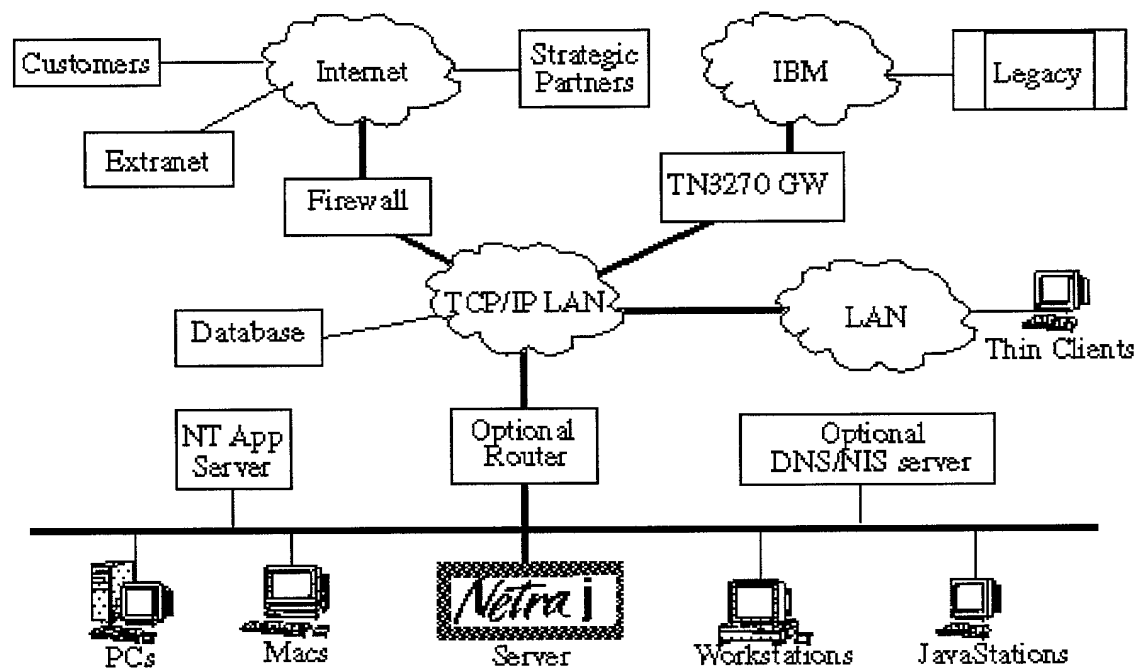 Customers
Internet
Strategic
Partners
IBM
Legacy
Extranet
Firewall
TN3270 GW
TCP/IP LAN
LAN
Database
Thin Clients
NT App
Server
Optional
Router
Optional
DNS/NIS server
Netra j
PCs
Macs
Server
Workstations
JavaStations